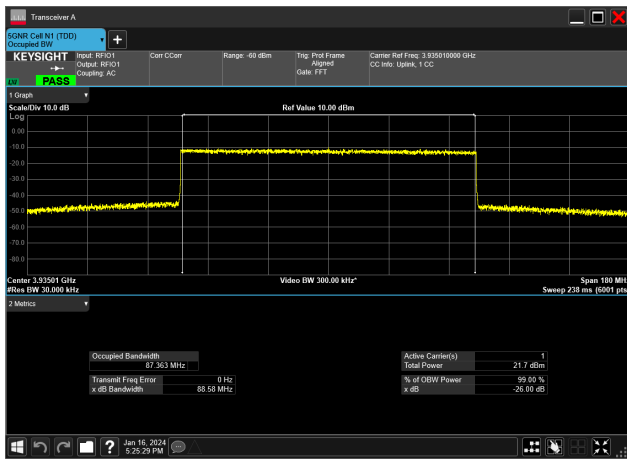 Transceiver A
5GNR Cell N1 (TDD)
Occupied BW
KEYSIGHT
Input: RFIO1
Output: RFIO1
Coupling: AC
Corr CCorr
Range: -60 dBm
Trig: Prot Frame
Aligned
Gate: FFT
Carrier Ref Freq: 3.935010000 GHz
CC Info: Uplink, 1 CC
PASS
1 Graph
Scale/Div 10.0 dB
Ref Value 10.00 dBm
Log
0.00
-10.0
-20.0
-30.0
-40.0
-50.0
-60.0
-70.0
-80.0
Center 3.93501 GHz
Video BW 300.00 kHz*
Span 180 MHz
#Res BW 30.000 kHz
Sweep 238 ms (6001 pts
2 Metrics
Occupied Bandwidth
87.363 MHz
Transmit Freq Error 0 Hz
x dB Bandwidth 88.58 MHz
Active Carrier(s) 1
Total Power 21.7 dBm
% of OBW Power 99.00 %
x dB -26.00 dB
Jan 16, 2024
5:25:29 PM